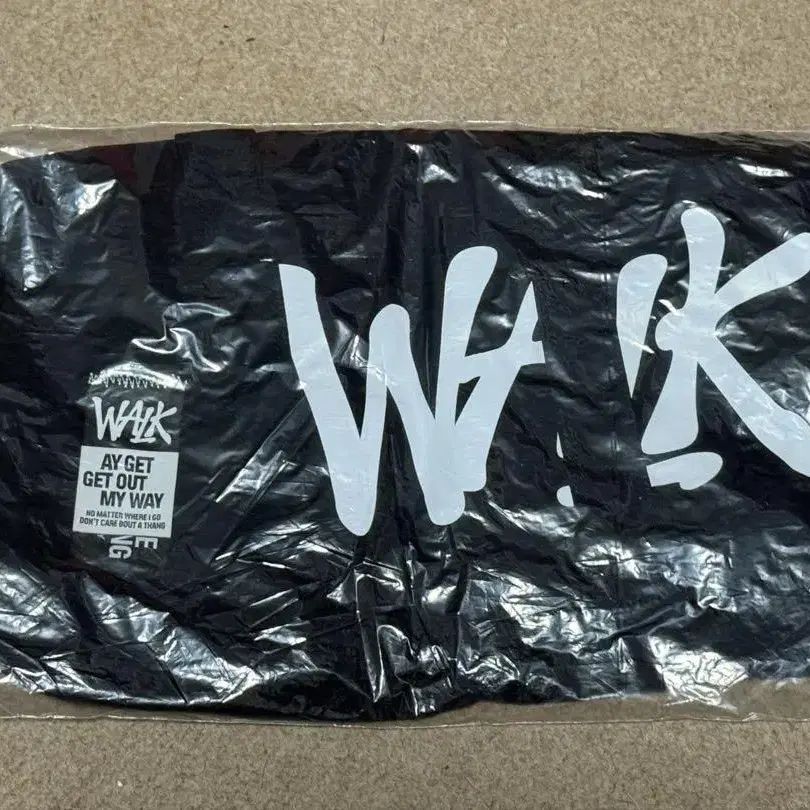 WALK
WALK
AY GET
GET OUT
MY WAY
NO MATTER WHERE I GO
DON'T CARE BOUT A THANG